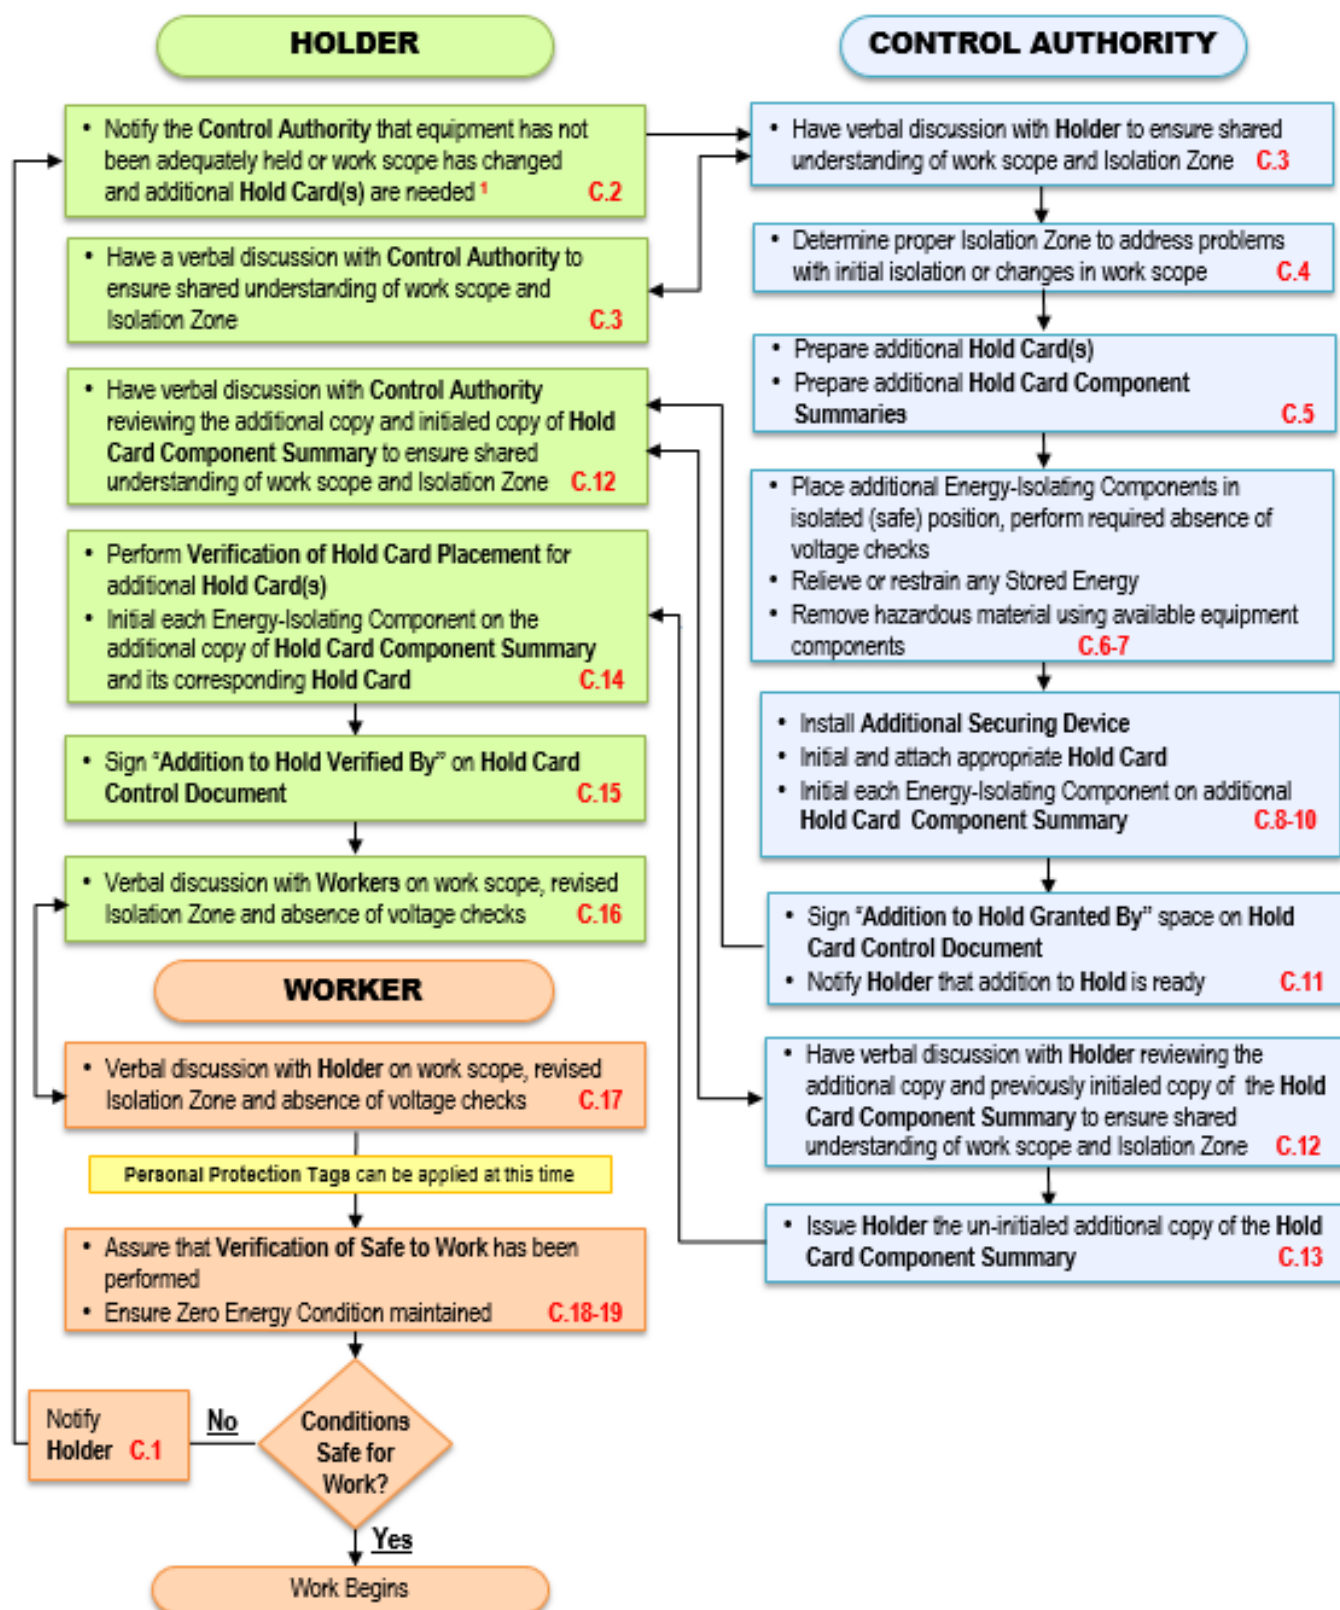 HOLDER
• Notify the Control Authority that equipment has not
been adequately held or work scope has changed
and additional Hold Card(s) are needed ¹ C.2
• Have a verbal discussion with Control Authority to
ensure shared understanding of work scope and
Isolation Zone C.3
• Have verbal discussion with Control Authority
reviewing the additional copy and initialed copy of Hold
Card Component Summary to ensure shared
understanding of work scope and Isolation Zone C.12
• Perform Verification of Hold Card Placement for
additional Hold Card(s)
• Initial each Energy-Isolating Component on the
additional copy of Hold Card Component Summary
and its corresponding Hold Card C.14
• Sign “Addition to Hold Verified By” on Hold Card
Control Document C.15
• Verbal discussion with Workers on work scope, revised
Isolation Zone and absence of voltage checks C.16
WORKER
• Verbal discussion with Holder on work scope, revised
Isolation Zone and absence of voltage checks C.17
Personal Protection Tags can be applied at this time
• Assure that Verification of Safe to Work has been
performed
• Ensure Zero Energy Condition maintained C.18-19
Conditions
Safe for
Work?
No
Notify
Holder C.1
Yes
Work Begins
CONTROL AUTHORITY
• Have verbal discussion with Holder to ensure shared
understanding of work scope and Isolation Zone C.3
• Determine proper Isolation Zone to address problems
with initial isolation or changes in work scope C.4
• Prepare additional Hold Card(s)
• Prepare additional Hold Card Component
Summaries C.5
• Place additional Energy-Isolating Components in
isolated (safe) position, perform required absence of
voltage checks
• Relieve or restrain any Stored Energy
• Remove hazardous material using available equipment
components C.6-7
• Install Additional Securing Device
• Initial and attach appropriate Hold Card
• Initial each Energy-Isolating Component on additional
Hold Card Component Summary C.8-10
• Sign “Addition to Hold Granted By” space on Hold
Card Control Document
• Notify Holder that addition to Hold is ready C.11
• Have verbal discussion with Holder reviewing the
additional copy and previously initialed copy of the Hold
Card Component Summary to ensure shared
understanding of work scope and Isolation Zone C.12
• Issue Holder the un-initialed additional copy of the Hold
Card Component Summary C.13